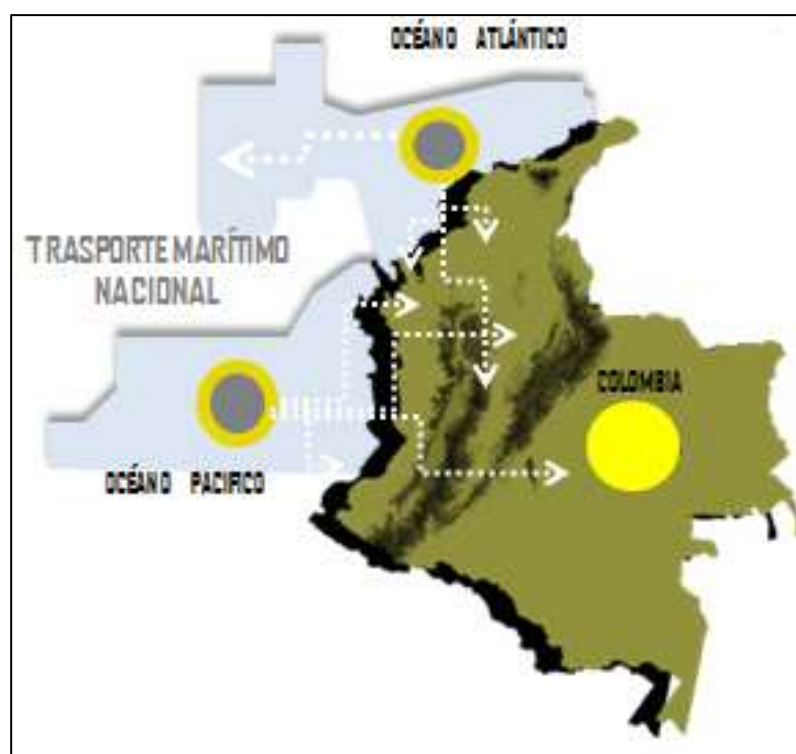 OCÉANO ATLÁNTICO
TRASPORTE MARÍTIMO
NACIONAL
COLOMBIA
OCÉANO PACIFICO